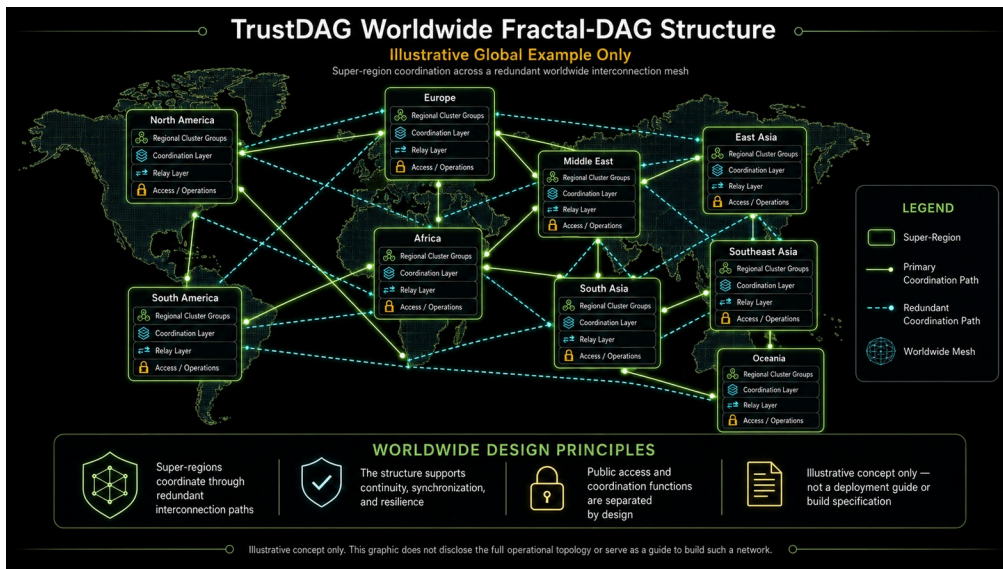 TrustDAG Worldwide Fractal-DAG Structure
Illustrative Global Example Only
Super-region coordination across a redundant worldwide interconnection mesh
North America
Regional Cluster Groups
Coordination Layer
Relay Layer
Access / Operations
Europe
Regional Cluster Groups
Coordination Layer
Relay Layer
Access / Operations
Middle East
Regional Cluster Groups
Coordination Layer
Relay Layer
Access / Operations
East Asia
Regional Cluster Groups
Coordination Layer
Relay Layer
Access / Operations
Africa
Regional Cluster Groups
Coordination Layer
Relay Layer
Access / Operations
South America
Regional Cluster Groups
Coordination Layer
Relay Layer
Access / Operations
South Asia
Regional Cluster Groups
Coordination Layer
Relay Layer
Access / Operations
Southeast Asia
Regional Cluster Groups
Coordination Layer
Relay Layer
Access / Operations
Oceania
Regional Cluster Groups
Coordination Layer
Relay Layer
Access / Operations
LEGEND
Super-Region
Primary
Coordination Path
Redundant
Coordination Path
Worldwide Mesh
WORLDWIDE DESIGN PRINCIPLES
Super-regions
coordinate through
redundant
interconnection paths
The structure supports
continuity, synchronization,
and resilience
Public access and
coordination functions
are separated
by design
Illustrative concept only —
not a deployment guide or
build specification
Illustrative concept only. This graphic does not disclose the full operational topology or serve as a guide to build such a network.